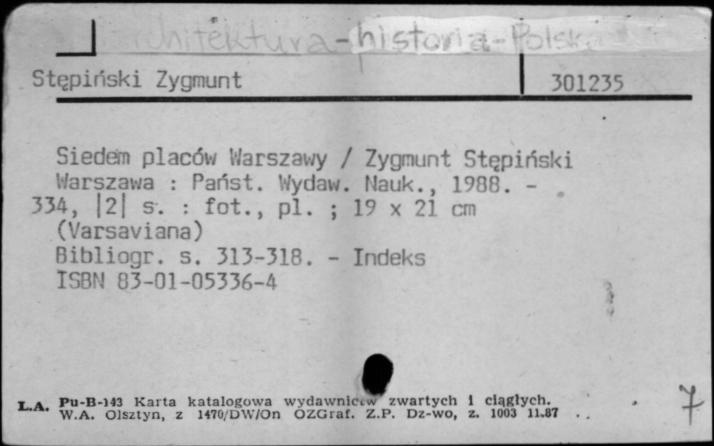 Architektura-historia-Polska
Stępiński Zygmunt 301235
Siedem placów Warszawy / Zygmunt Stępiński
Warszawa : Państ. Wydaw. Nauk., 1988. -
334, |2| s. : fot., pl. ; 19 x 21 cm
(Varsaviana)
Bibliogr. s. 313-318. - Indeks
ISBN 83-01-05336-4
L.A. Pu-B-143 Karta katalogowa wydawnictw zwartych i ciągłych.
W.A. Olsztyn, z 1470/DW/On OZGraf. Z.P. Dz-wo, z. 1003 11.87
7